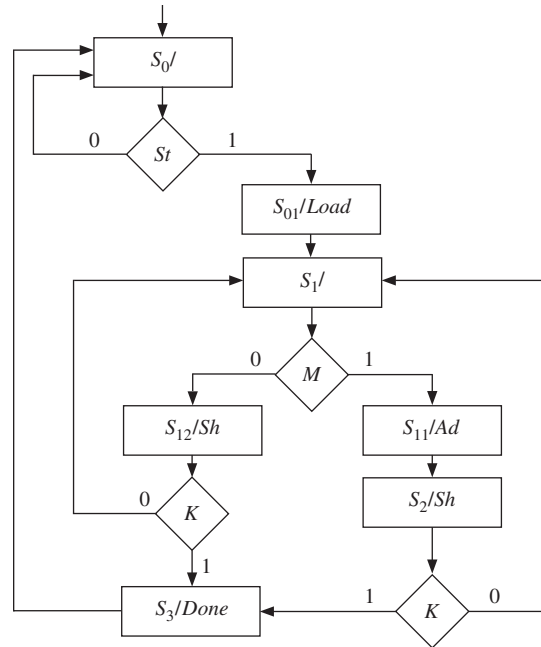 S₀/
0 St 1
S₀₁/Load
S₁/
0 M 1
S₁₂/Sh
S₁₁/Ad
0 K
S₂/Sh
1
S₃/Done
1 K 0